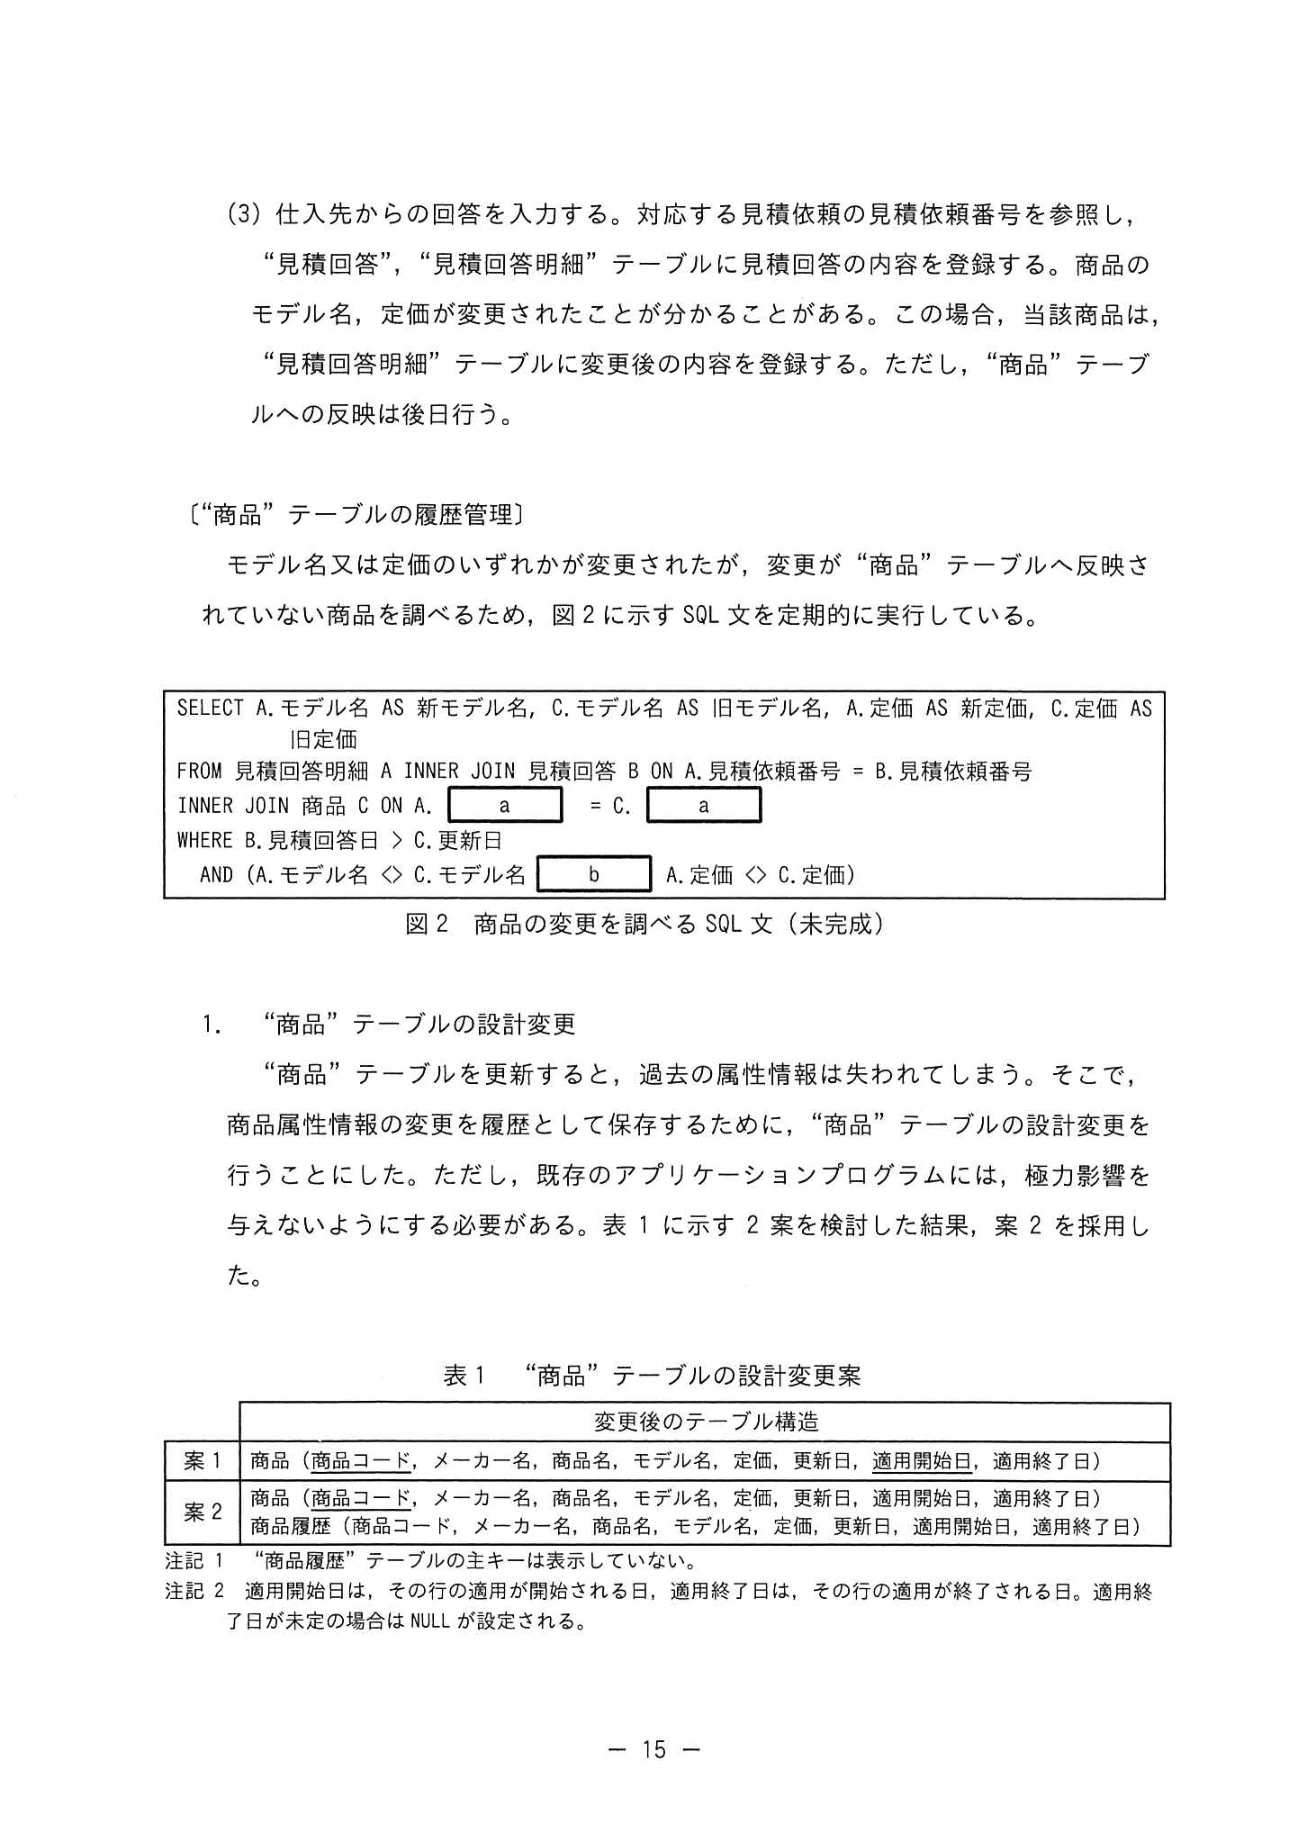 (3) 仕入先からの回答を入力する。対応する見積依頼の見積依頼番号を参照し，
“見積回答”，“見積回答明細” テーブルに見積回答の内容を登録する。商品の
モデル名，定価が変更されたことが分かることがある。この場合，当該商品は，
“見積回答明細” テーブルに変更後の内容を登録する。ただし，“商品” テーブ
ルへの反映は後日行う。
〔“商品” テーブルの履歴管理〕
モデル名又は定価のいずれかが変更されたが，変更が “商品” テーブルへ反映さ
れていない商品を調べるため，図 2 に示す SQL 文を定期的に実行している。
SELECT A.モデル名 AS 新モデル名, C.モデル名 AS 旧モデル名, A.定価 AS 新定価, C.定価 AS
旧定価
FROM 見積回答明細 A INNER JOIN 見積回答 B ON A.見積依頼番号 = B.見積依頼番号
INNER JOIN 商品 C ON A. a = C. a
WHERE B.見積回答日 > C.更新日
AND (A.モデル名 <> C.モデル名 b A.定価 <> C.定価)
図 2 商品の変更を調べる SQL 文（未完成）
1. “商品” テーブルの設計変更
“商品” テーブルを更新すると，過去の属性情報は失われてしまう。そこで，
商品属性情報の変更を履歴として保存するために，“商品” テーブルの設計変更を
行うことにした。ただし，既存のアプリケーションプログラムには，極力影響を
与えないようにする必要がある。表 1 に示す 2 案を検討した結果，案 2 を採用し
た。
表 1 “商品” テーブルの設計変更案
変更後のテーブル構造
案 1 商品（商品コード，メーカー名，商品名，モデル名，定価，更新日，適用開始日，適用終了日）
案 2 商品（商品コード，メーカー名，商品名，モデル名，定価，更新日，適用開始日，適用終了日）
商品履歴（商品コード，メーカー名，商品名，モデル名，定価，更新日，適用開始日，適用終了日）
注記 1 “商品履歴” テーブルの主キーは表示していない。
注記 2 適用開始日は，その行の適用が開始される日，適用終了日は，その行の適用が終了される日。適用終
了日が未定の場合は NULL が設定される。
― 15 ―